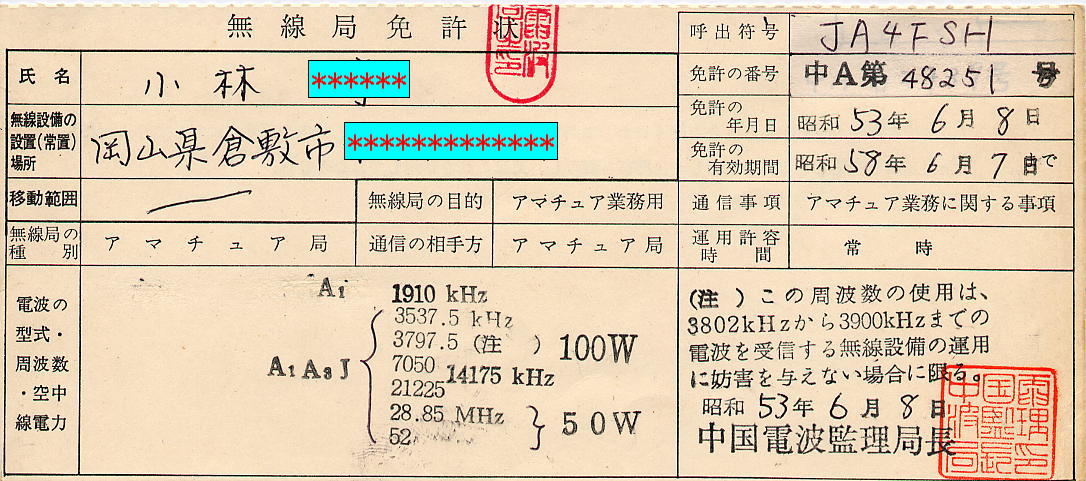 無線局免許状
呼出符号 JA4FSH
氏名 小林 ******
免許の番号 中A第 48251 号
無線設備の設置(常置)場所 岡山県倉敷市 *************
免許の年月日 昭和 53年 6月 8日
免許の有効期間 昭和 58年 6月 7日まで
移動範囲 ー 無線局の目的 アマチュア業務用 通信事項 アマチュア業務に関する事項
無線局の種別 アマチュア局 通信の相手方 アマチュア局 運用許容時間 常時
電波の型式・周波数・空中線電力
A1 1910 kHz
3537.5 kHz
3797.5 (注 ) 100W
A1 A3J 7050 14175 kHz
21225
28.85 MHz 50W
52
(注 ) この周波数の使用は、
3802kHzから3900kHzまでの
電波を受信する無線設備の運用
に妨害を与えない場合に限る。
昭和 53年 6月 8日
中国電波監理局長